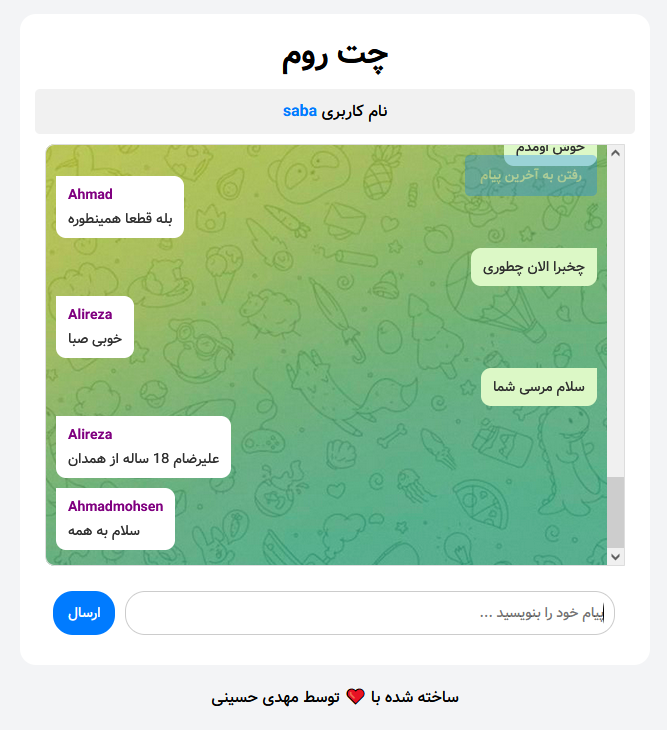 چت روم
نام کاربری saba
خوش اومدم
رفتن به آخرین پیام
Ahmad
بله قطعا همینطوره
چخبرا الان چطوری
Alireza
خوبی صبا
سلام مرسی شما
Alireza
علیرضام 18 ساله از همدان
Ahmadmohsen
سلام به همه
پیام خود را بنویسید ...
ارسال
ساخته شده با ❤️ توسط مهدی حسینی